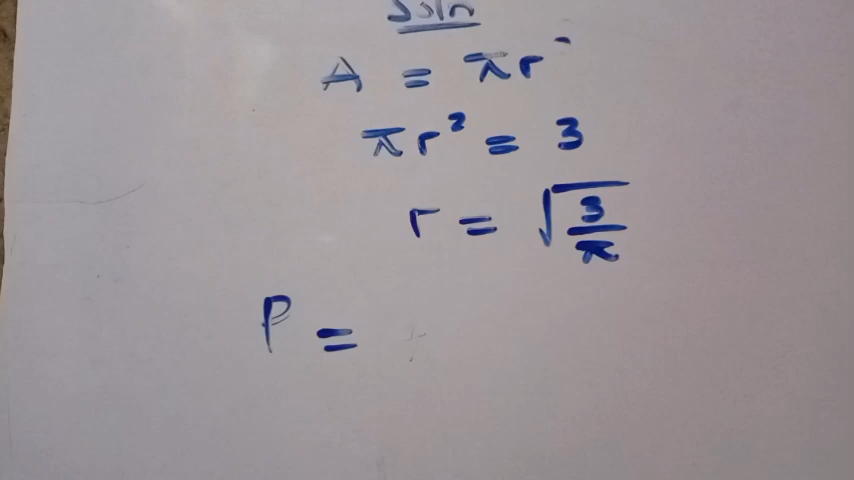 Soln
A = πr
πr² = 3
r = √(3/π)
P =